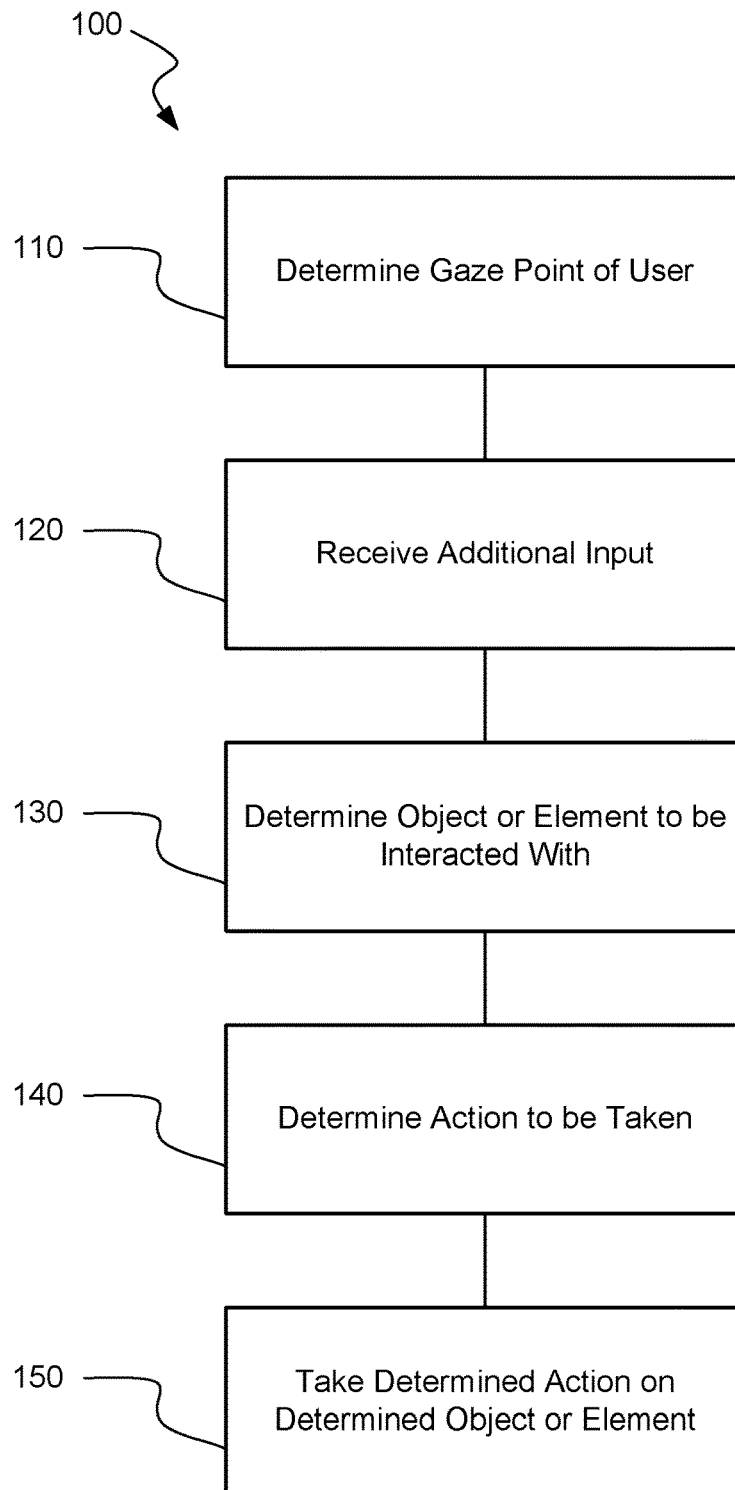 100
110
Determine Gaze Point of User
120
Receive Additional Input
130
Determine Object or Element to be
Interacted With
140
Determine Action to be Taken
150
Take Determined Action on
Determined Object or Element